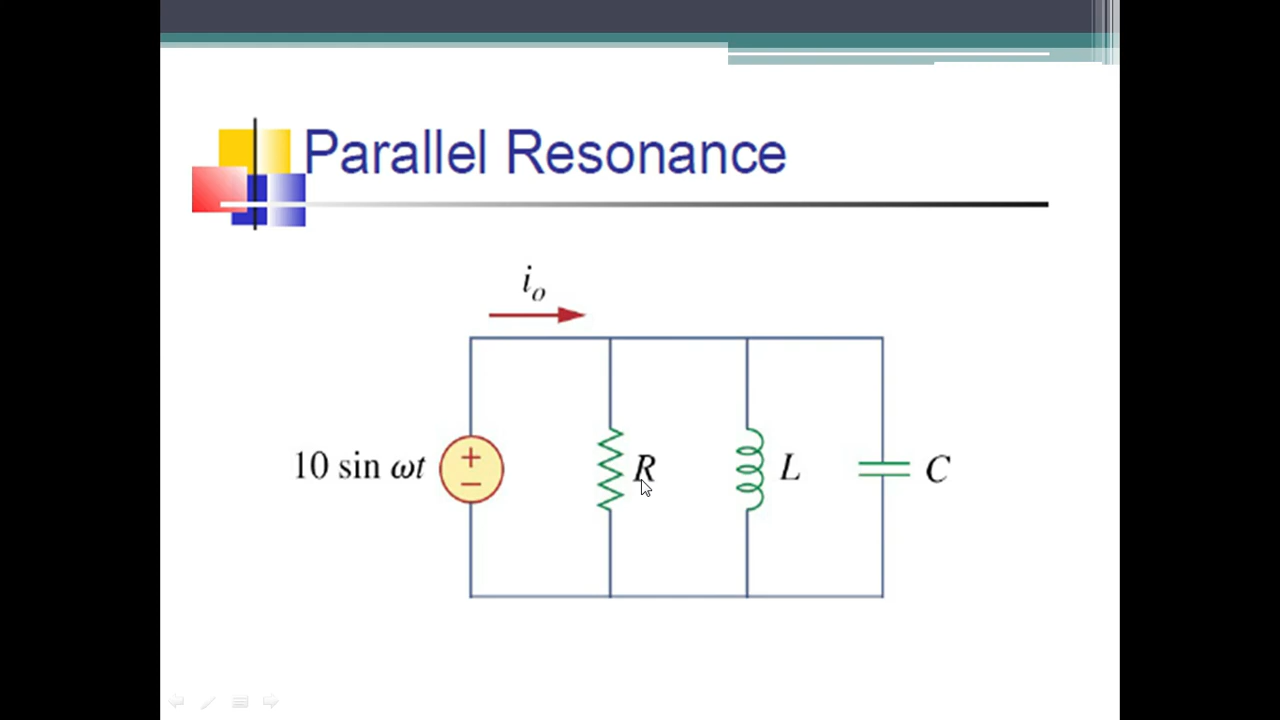 Parallel Resonance
i_o
10 sin ωt
+
−
R
L
C